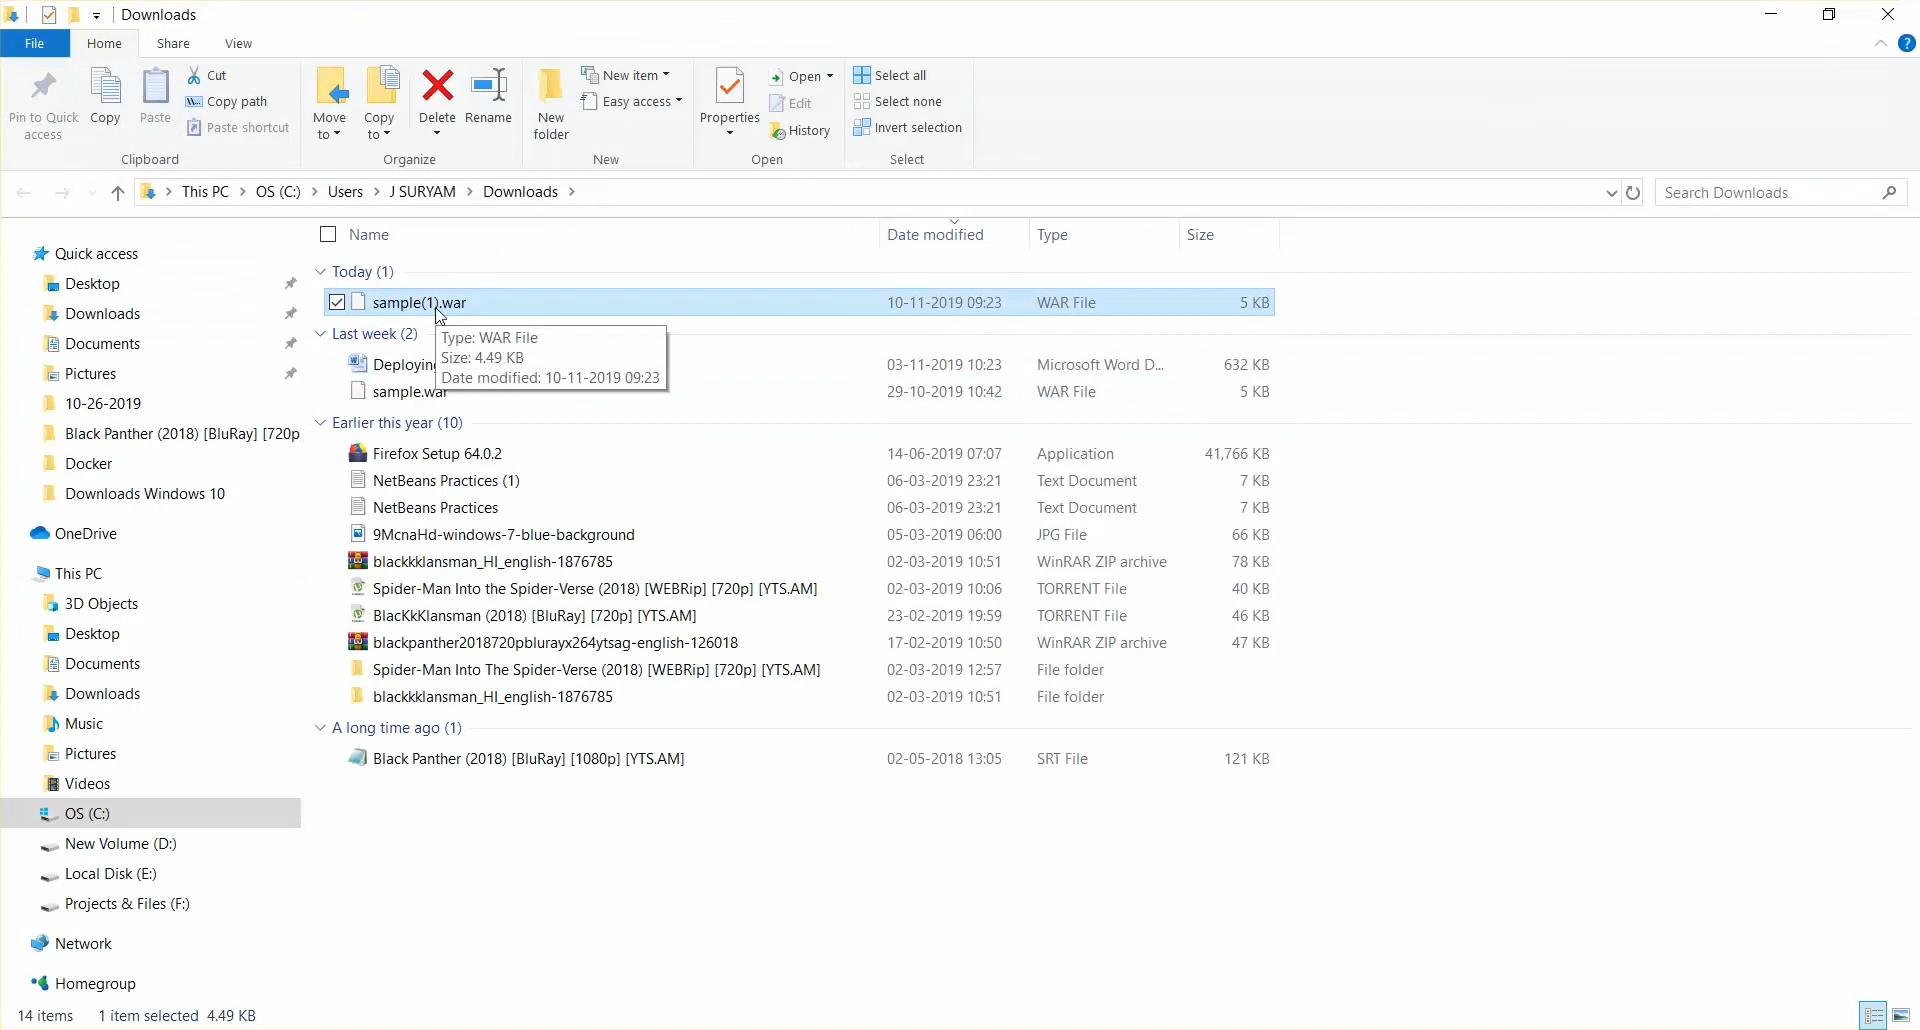 Downloads
File Home Share View
Pin to Quick access
Copy
Paste
Cut
Copy path
Paste shortcut
Clipboard
Move to
Copy to
Delete
Rename
Organize
New folder
New item
Easy access
New
Properties
Open
Edit
History
Open
Select all
Select none
Invert selection
Select
This PC > OS (C:) > Users > J SURYAM > Downloads >
Search Downloads
Quick access
Desktop
Downloads
Documents
Pictures
10-26-2019
Black Panther (2018) [BluRay] [720p
Docker
Downloads Windows 10
OneDrive
This PC
3D Objects
Desktop
Documents
Downloads
Music
Pictures
Videos
OS (C:)
New Volume (D:)
Local Disk (E:)
Projects & Files (F:)
Network
Homegroup
Name Date modified Type Size
Today (1)
sample(1).war 10-11-2019 09:23 WAR File 5 KB
Last week (2)
Type: WAR File
Size: 4.49 KB
Date modified: 10-11-2019 09:23
03-11-2019 10:23 Microsoft Word D... 632 KB
sample.war 29-10-2019 10:42 WAR File 5 KB
Earlier this year (10)
Firefox Setup 64.0.2 14-06-2019 07:07 Application 41,766 KB
NetBeans Practices (1) 06-03-2019 23:21 Text Document 7 KB
NetBeans Practices 06-03-2019 23:21 Text Document 7 KB
9McnaHd-windows-7-blue-background 05-03-2019 06:00 JPG File 66 KB
blackkklansman_HI_english-1876785 02-03-2019 10:51 WinRAR ZIP archive 78 KB
Spider-Man Into the Spider-Verse (2018) [WEBRip] [720p] [YTS.AM] 02-03-2019 10:06 TORRENT File 40 KB
BlacKkKlansman (2018) [BluRay] [720p] [YTS.AM] 23-02-2019 19:59 TORRENT File 46 KB
blackpanther2018720pblurayx264ytsag-english-126018 17-02-2019 10:50 WinRAR ZIP archive 47 KB
Spider-Man Into The Spider-Verse (2018) [WEBRip] [720p] [YTS.AM] 02-03-2019 12:57 File folder
blackkklansman_HI_english-1876785 02-03-2019 10:51 File folder
A long time ago (1)
Black Panther (2018) [BluRay] [1080p] [YTS.AM] 02-05-2018 13:05 SRT File 121 KB
14 items 1 item selected 4.49 KB